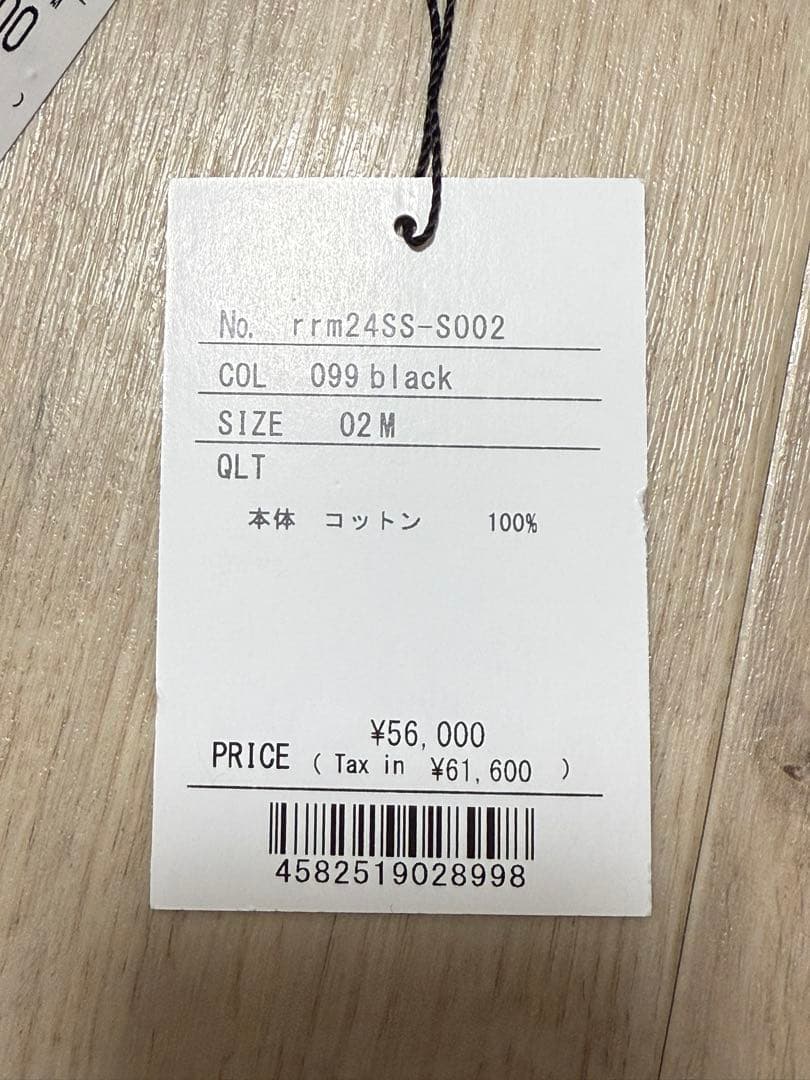 00
No. rrm24SS-S002
COL 099 black
SIZE 02 M
QLT
本体 コットン 100%
¥56,000
PRICE ( Tax in ¥61,600 )
4582519028998